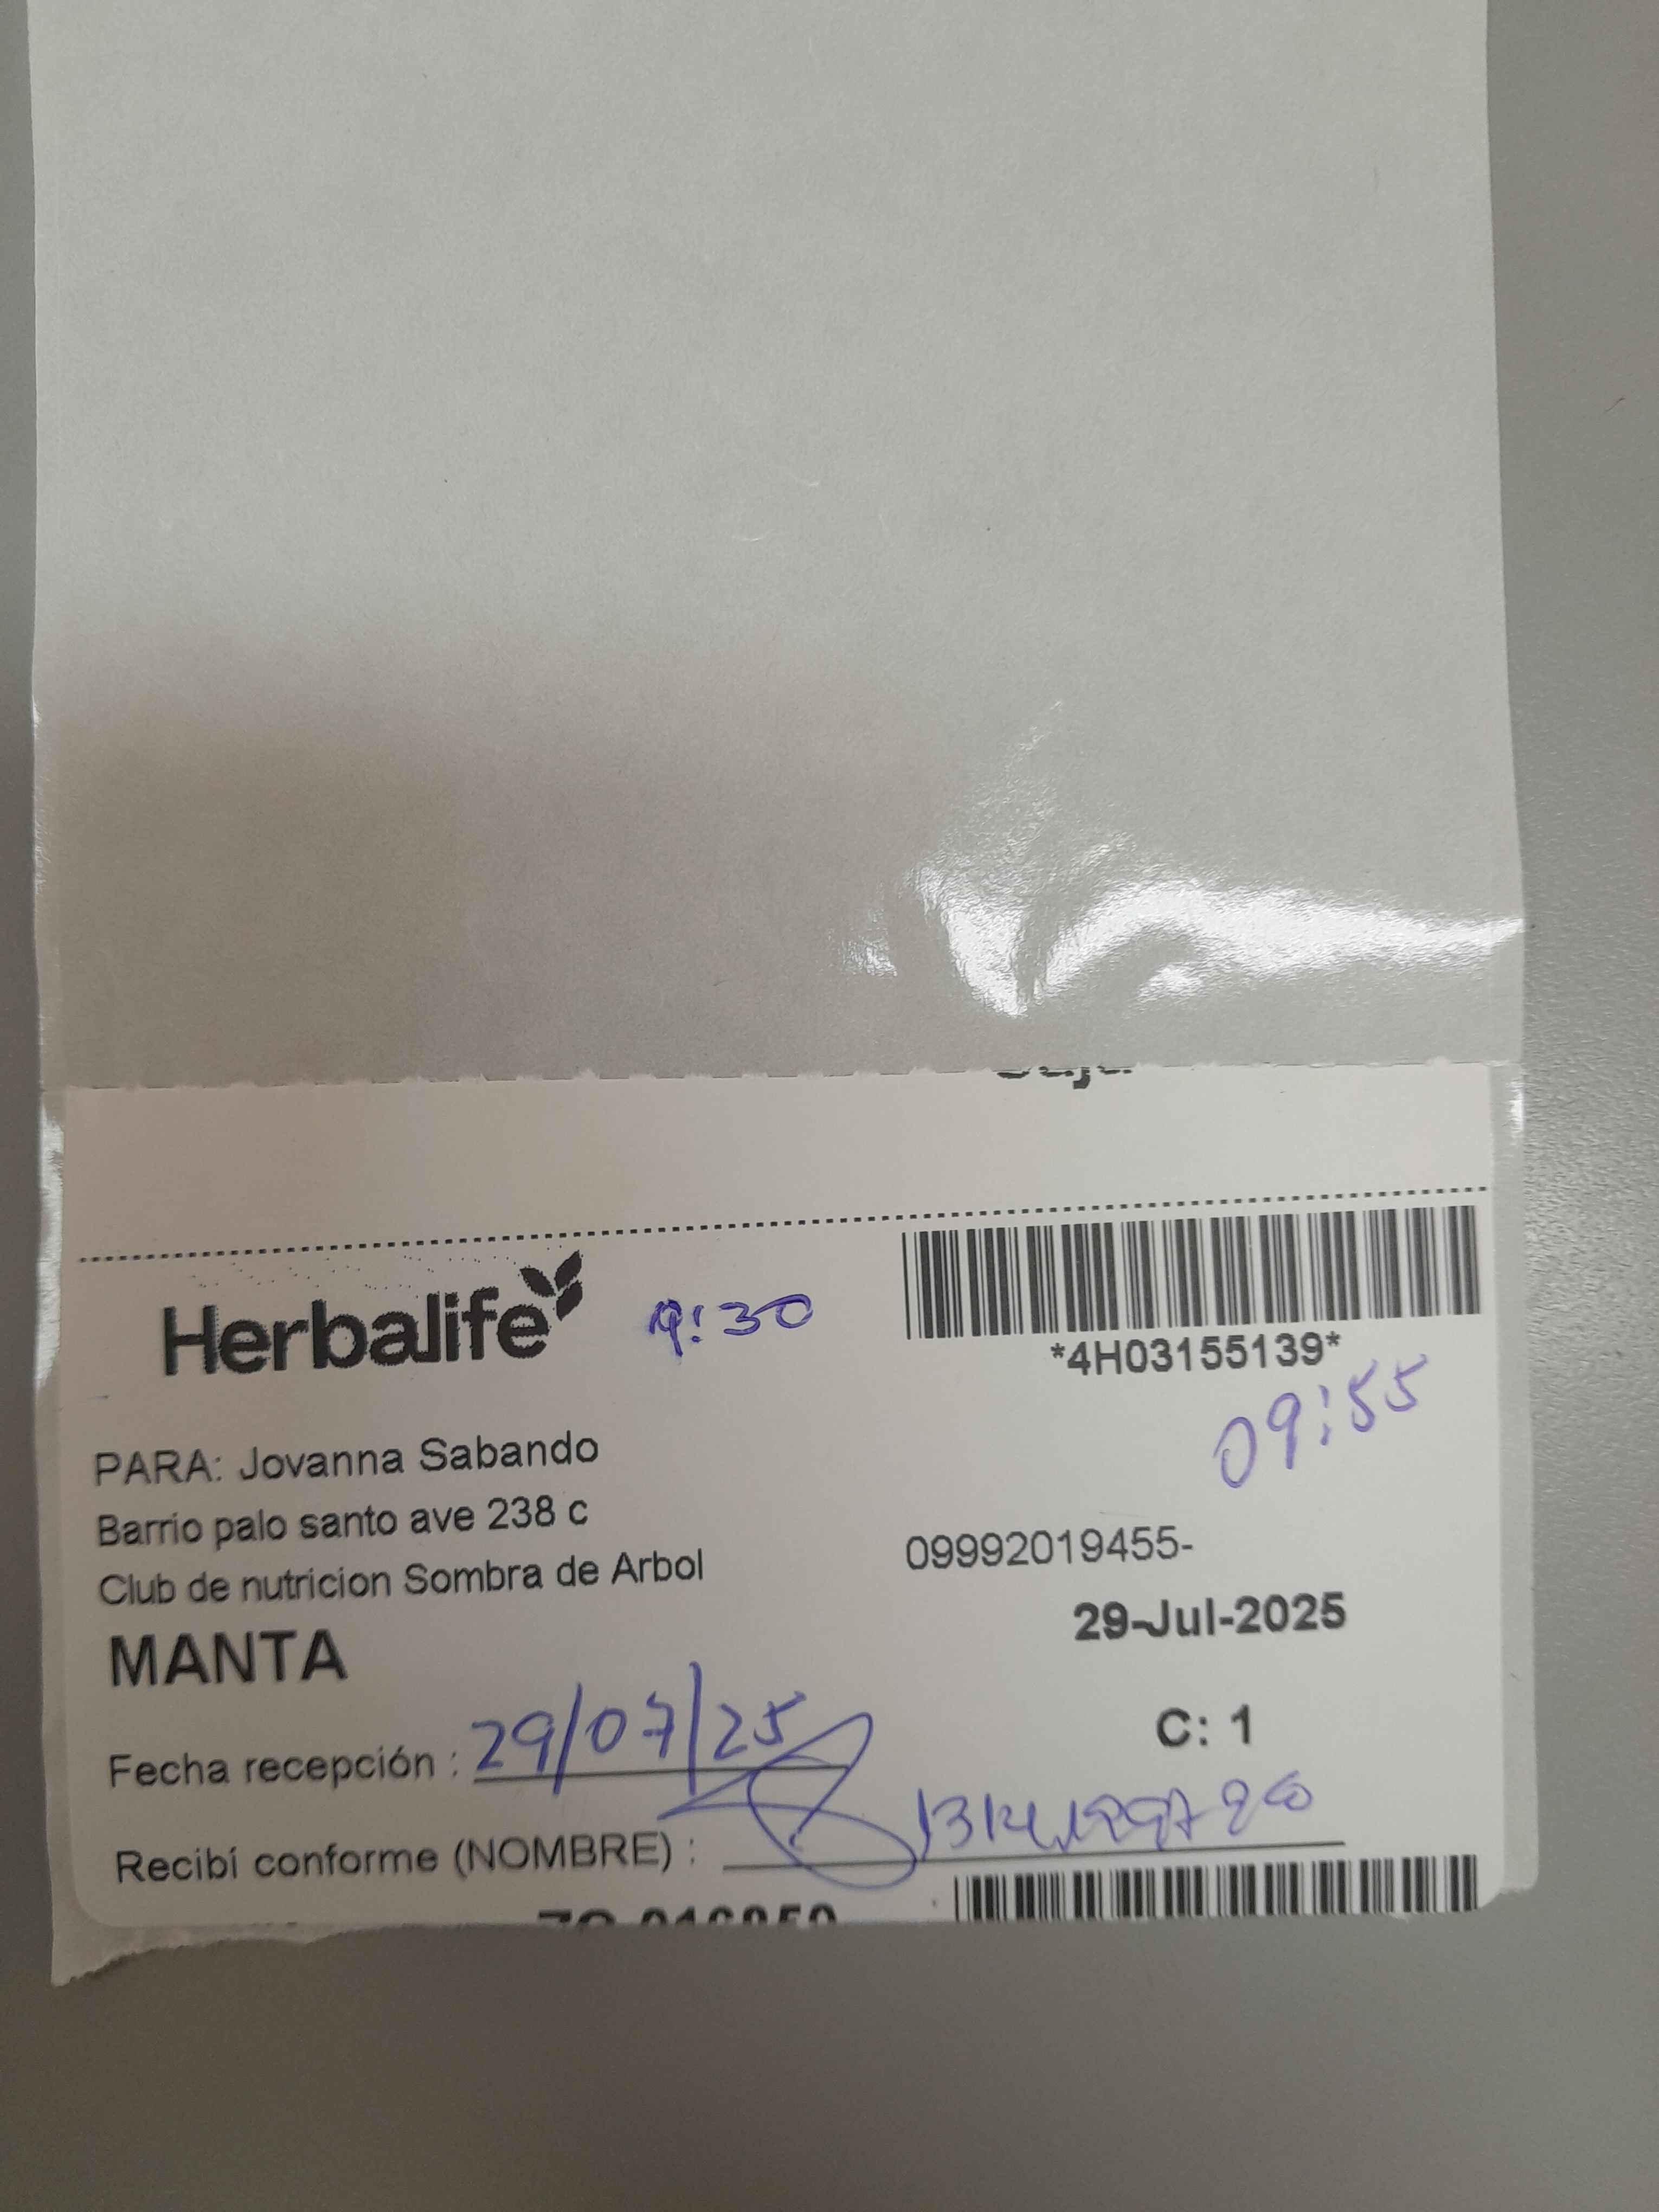 Herbalife 9:30
*4H03155139*
09:55
PARA: Jovanna Sabando
Barrio palo santo ave 238 c
09992019455-
Club de nutricion Sombra de Arbol
29-Jul-2025
MANTA
C: 1
Fecha recepción : 29/07/25
Recibí conforme (NOMBRE) :